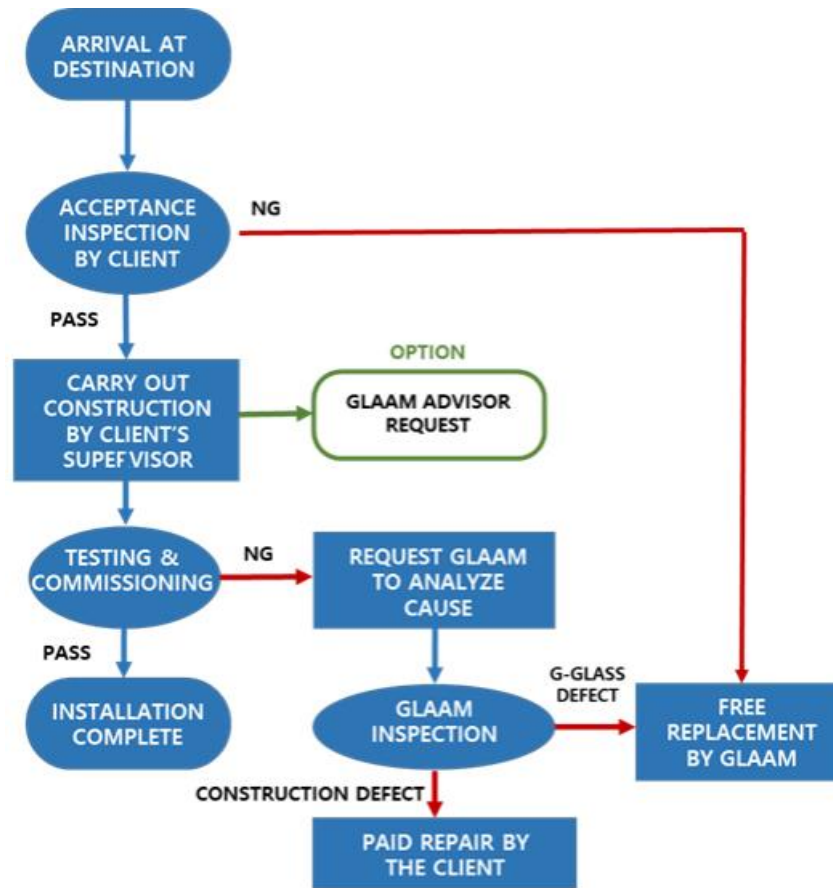 ARRIVAL AT
DESTINATION
ACCEPTANCE
INSPECTION
BY CLIENT
NG
PASS
OPTION
CARRY OUT
CONSTRUCTION
BY CLIENT'S
SUPERVISOR
GLAAM ADVISOR
REQUEST
TESTING &
COMMISSIONING
NG
REQUEST GLAAM
TO ANALYZE
CAUSE
PASS
INSTALLATION
COMPLETE
GLAAM
INSPECTION
G-GLASS
DEFECT
FREE
REPLACEMENT
BY GLAAM
CONSTRUCTION DEFECT
PAID REPAIR BY
THE CLIENT